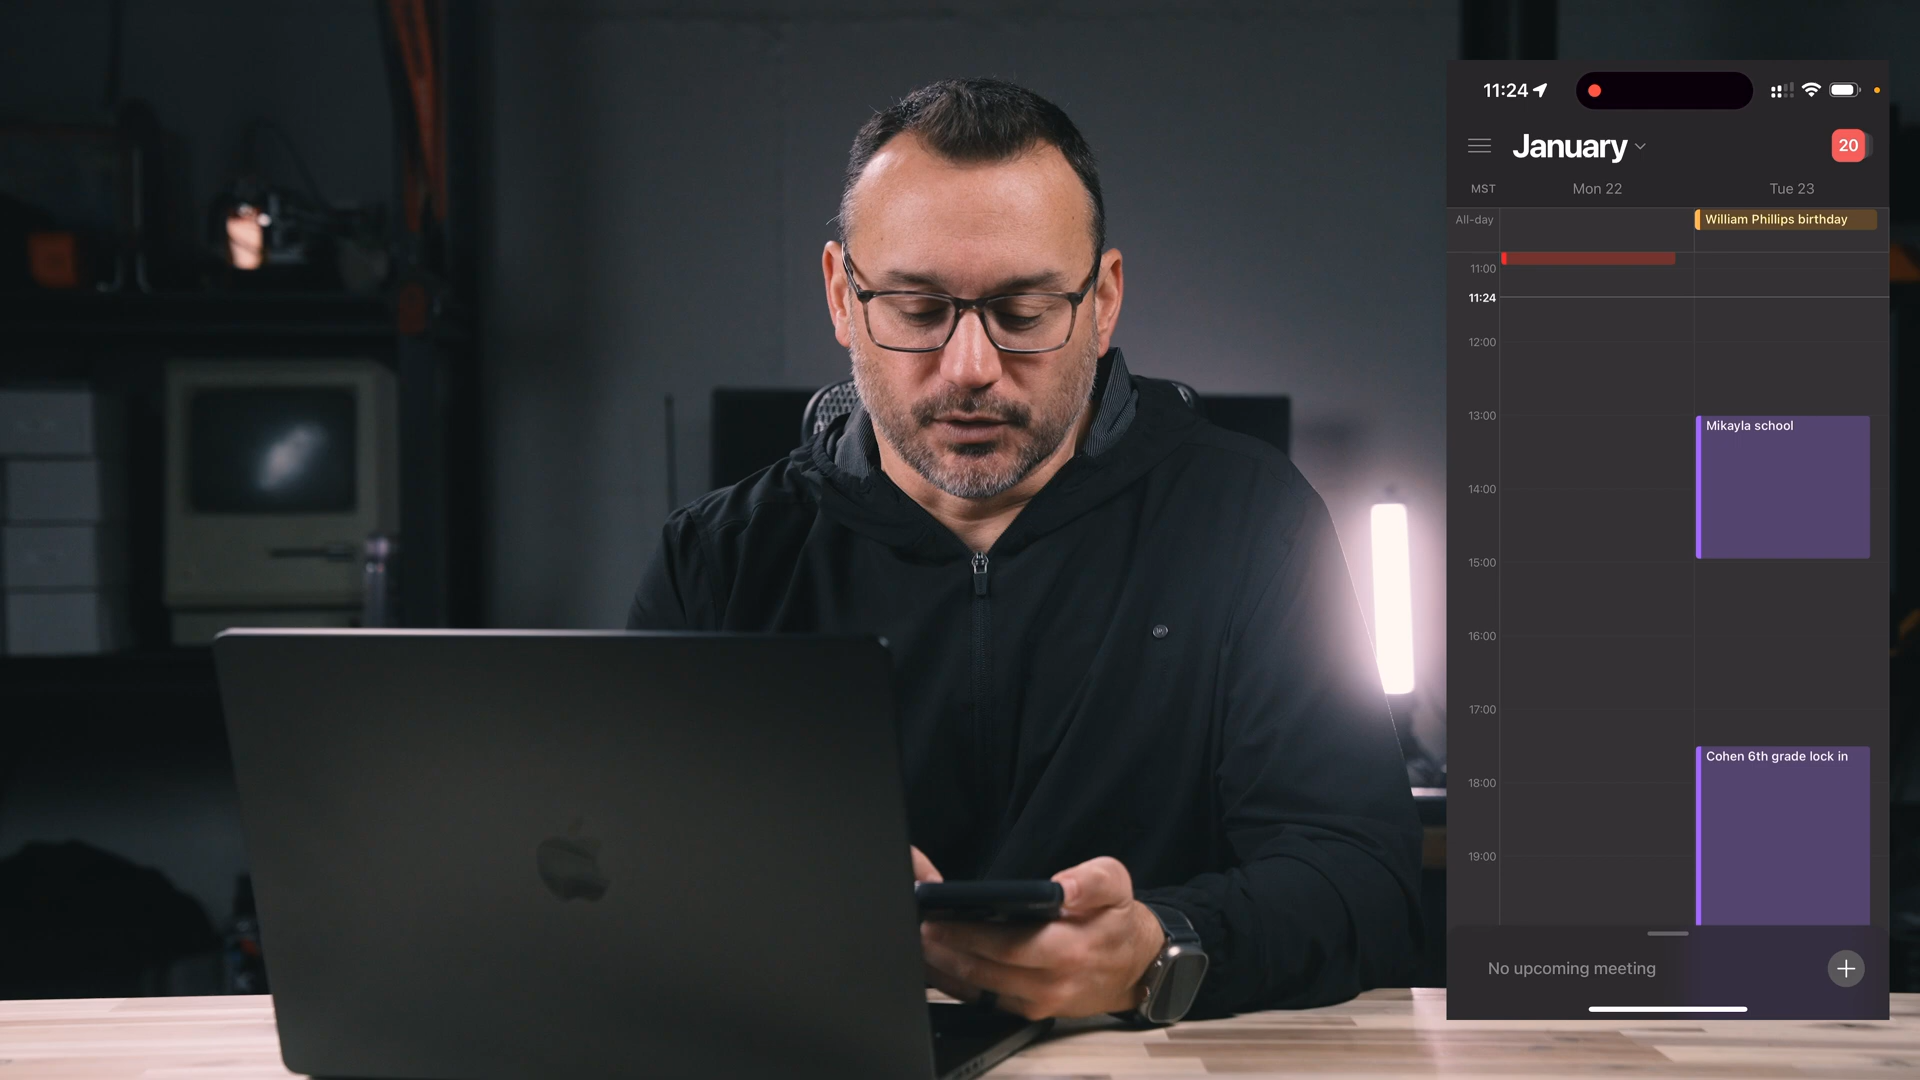 11:24
January
20
MST
Mon 22
Tue 23
All-day
William Phillips birthday
11:00
11:24
12:00
13:00
Mikayla school
14:00
15:00
16:00
17:00
Cohen 6th grade lock in
18:00
19:00
No upcoming meeting